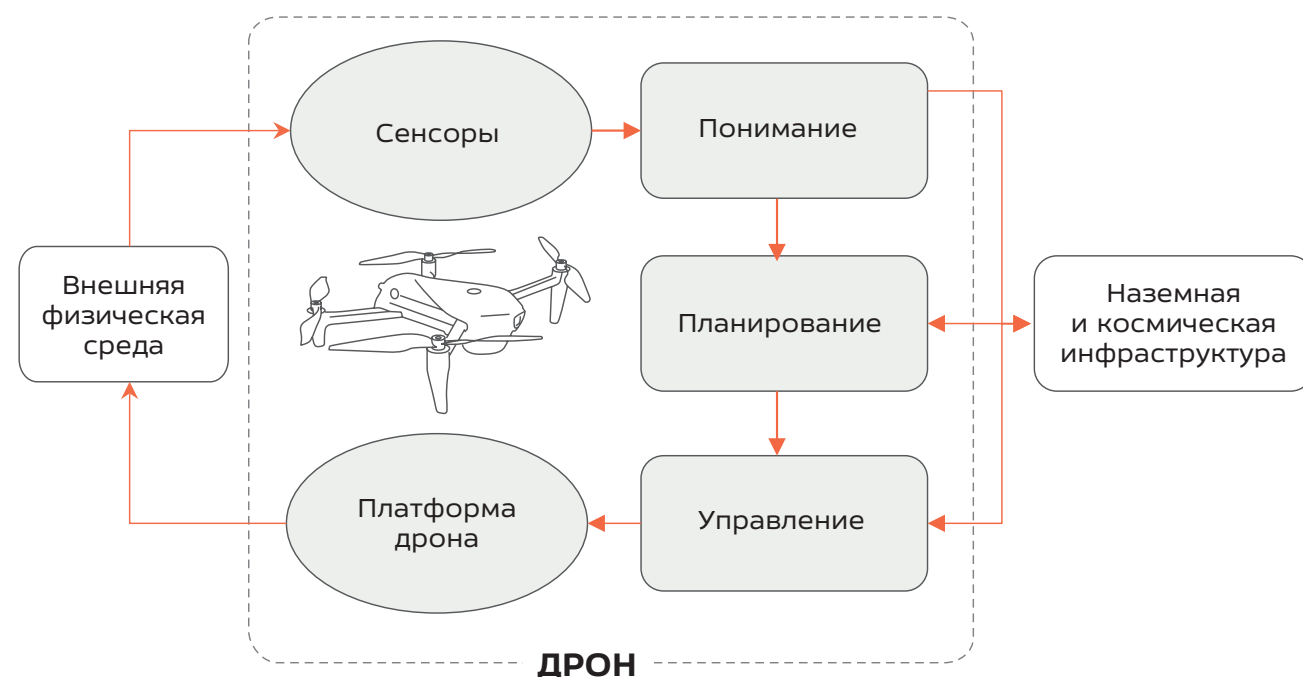 Сенсоры
Понимание
Внешняя
физическая
среда
Планирование
Наземная
и космическая
инфраструктура
Платформа
дрона
Управление
ДРОН